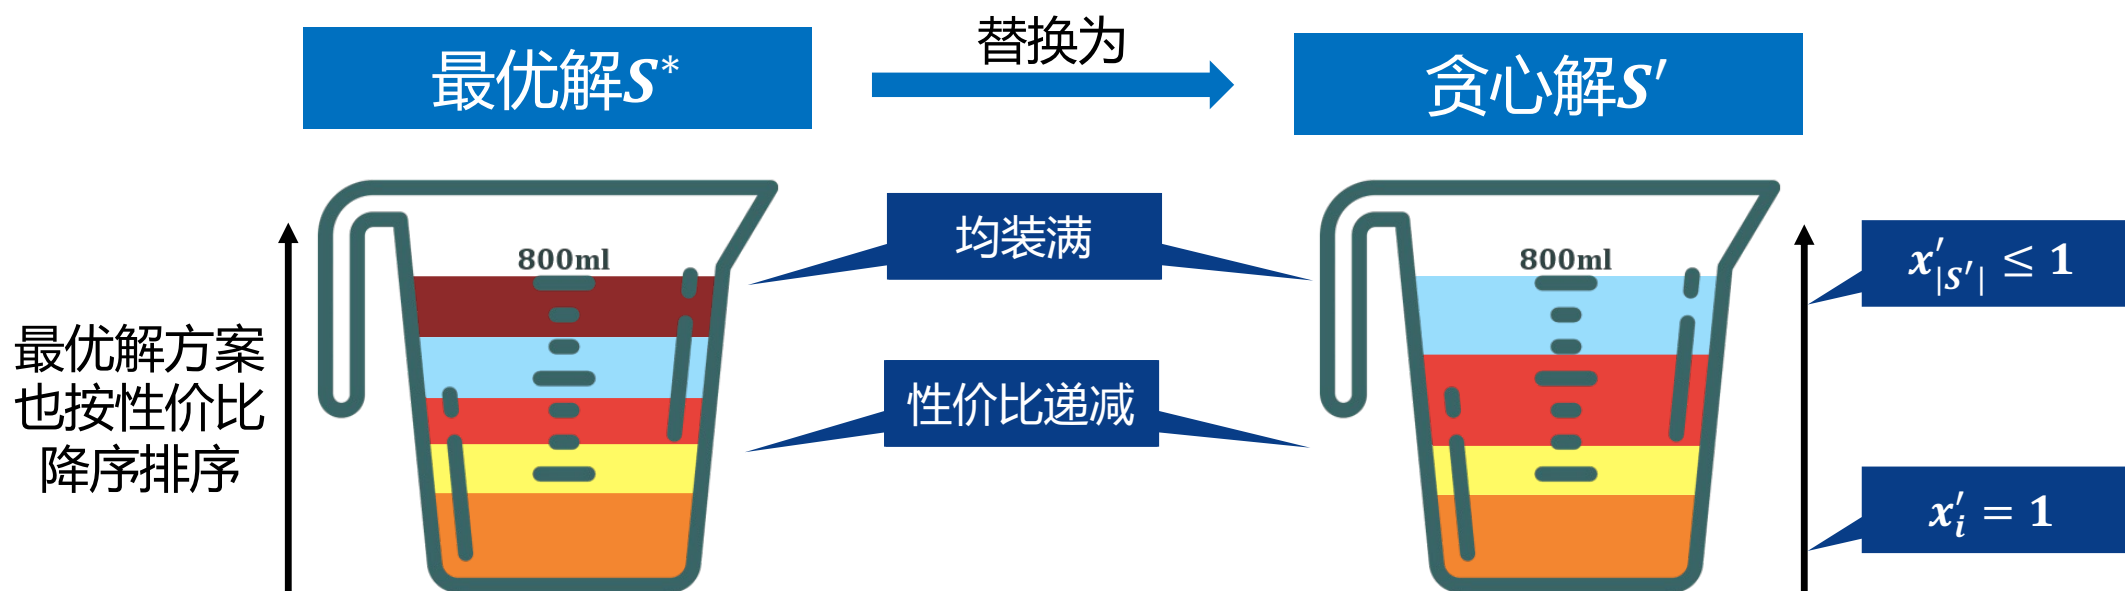 替换为
最优解S*
贪心解S′
均装满
800ml
800ml
x′|S′| ≤ 1
最优解方案
也按性价比
降序排序
性价比递减
x′i = 1